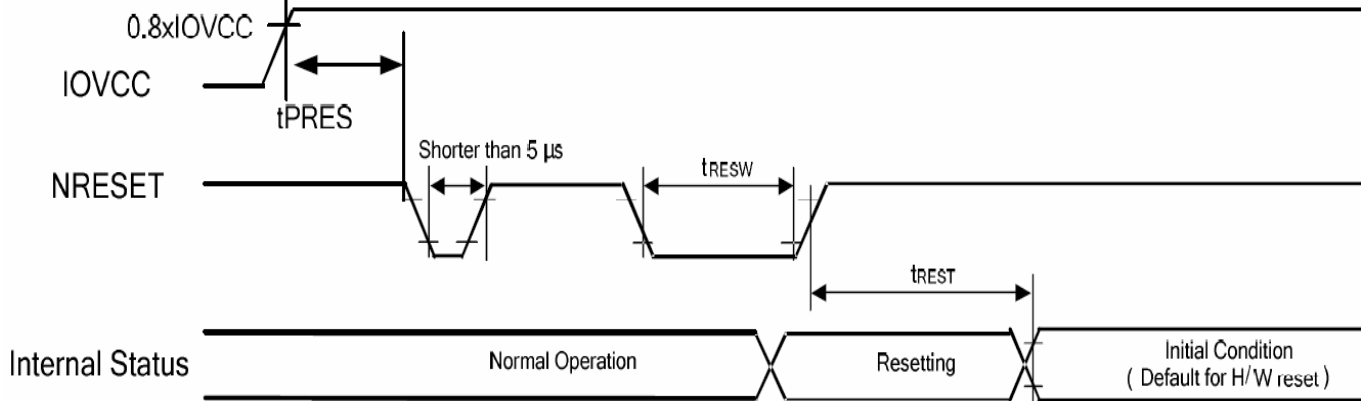 0.8xIOVCC
IOVCC
tPRES
Shorter than 5 µs
tRESW
NRESET
tREST
Internal Status
Normal Operation
Resetting
Initial Condition
( Default for H/W reset )